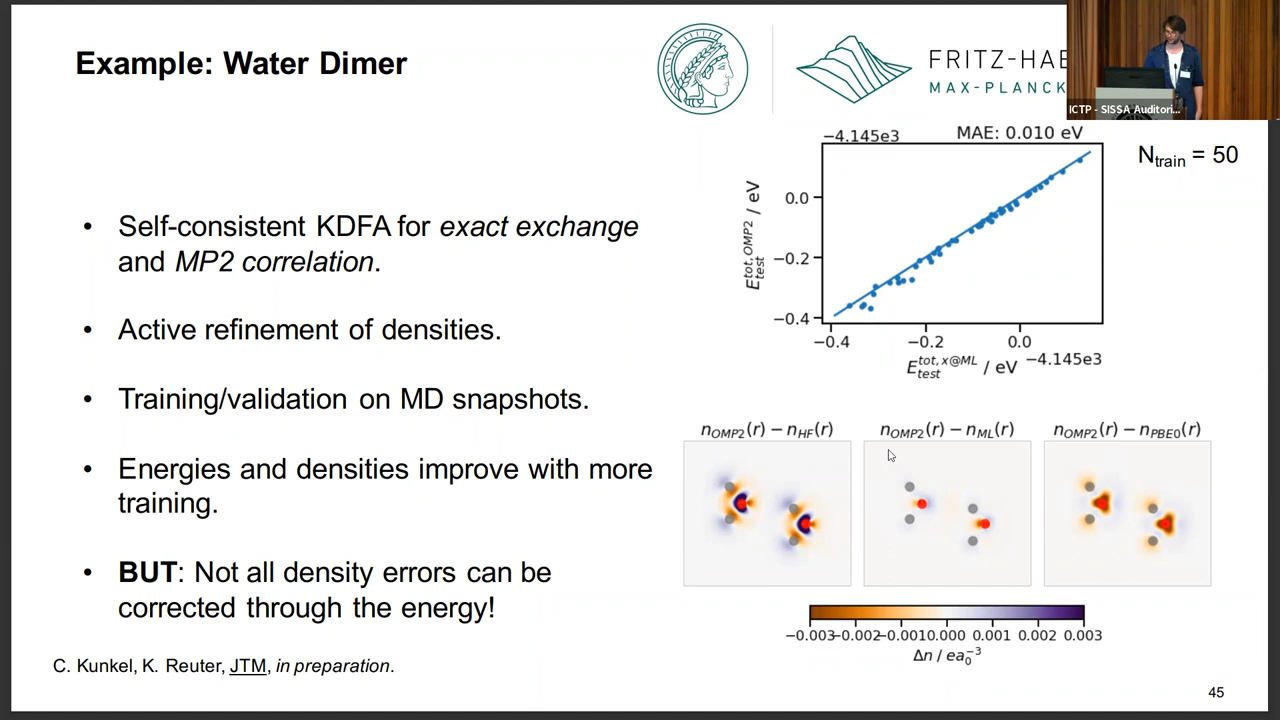 Example: Water Dimer
FRITZ-HAE
MAX-PLANCK
ICTP - SISSA Auditori...
N_train = 50
−4.145e3
MAE: 0.010 eV
E_test^{tot,OMP2} / eV
0.0
−0.2
−0.4
−0.4
−0.2
0.0
E_test^{tot,x@ML} / eV
−4.145e3
• Self-consistent KDFA for exact exchange
and MP2 correlation.
• Active refinement of densities.
• Training/validation on MD snapshots.
• Energies and densities improve with more
training.
• BUT: Not all density errors can be
corrected through the energy!
n_OMP2(r) − n_HF(r)
n_OMP2(r) − n_ML(r)
n_OMP2(r) − n_PBE0(r)
−0.003−0.002−0.0010.000 0.001 0.002 0.003
Δn / ea₀⁻³
C. Kunkel, K. Reuter, JTM, in preparation.
45